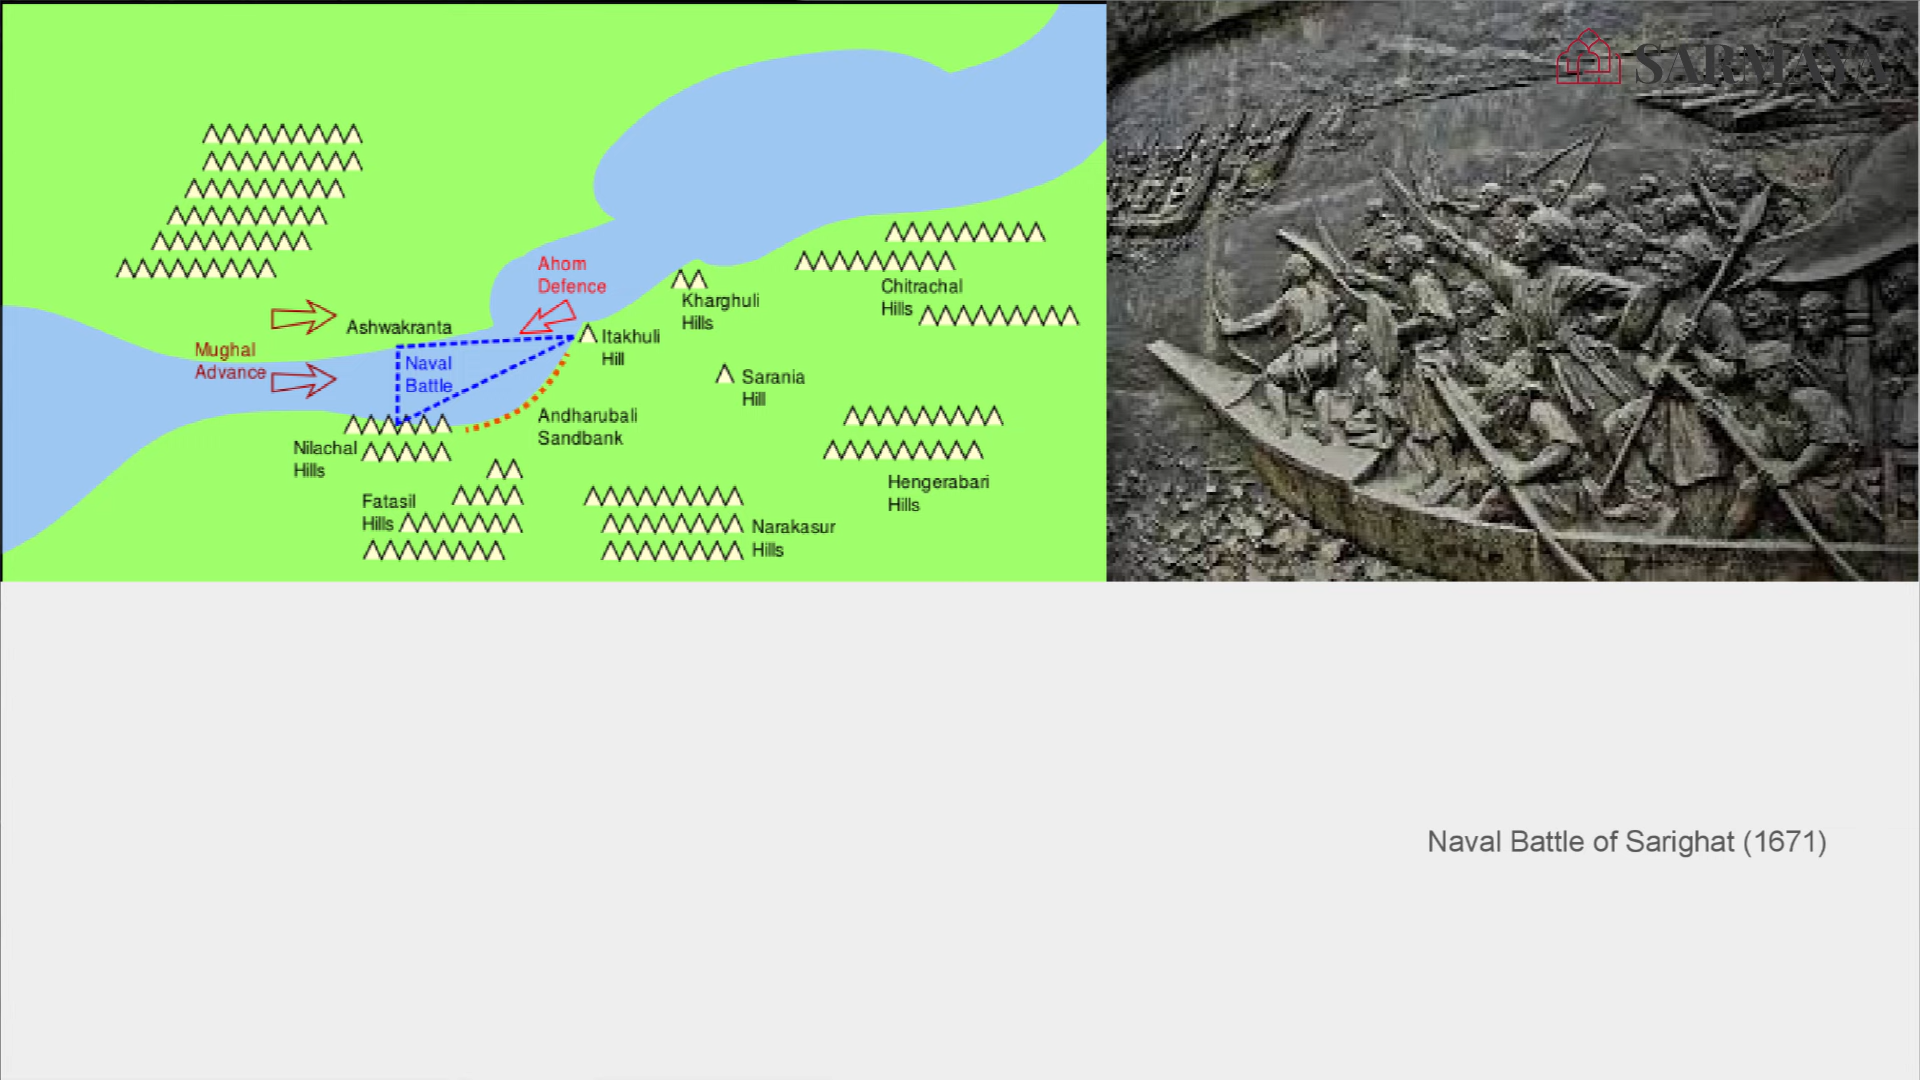 SARMAYA
Ahom
Defence
Kharghuli
Hills
Chitrachal
Hills
Ashwakranta
Itakhuli
Hill
Mughal
Advance
Naval
Battle
Sarania
Hill
Andharubali
Sandbank
Nilachal
Hills
Hengerabari
Hills
Fatasil
Hills
Narakasur
Hills
Naval Battle of Sarighat (1671)